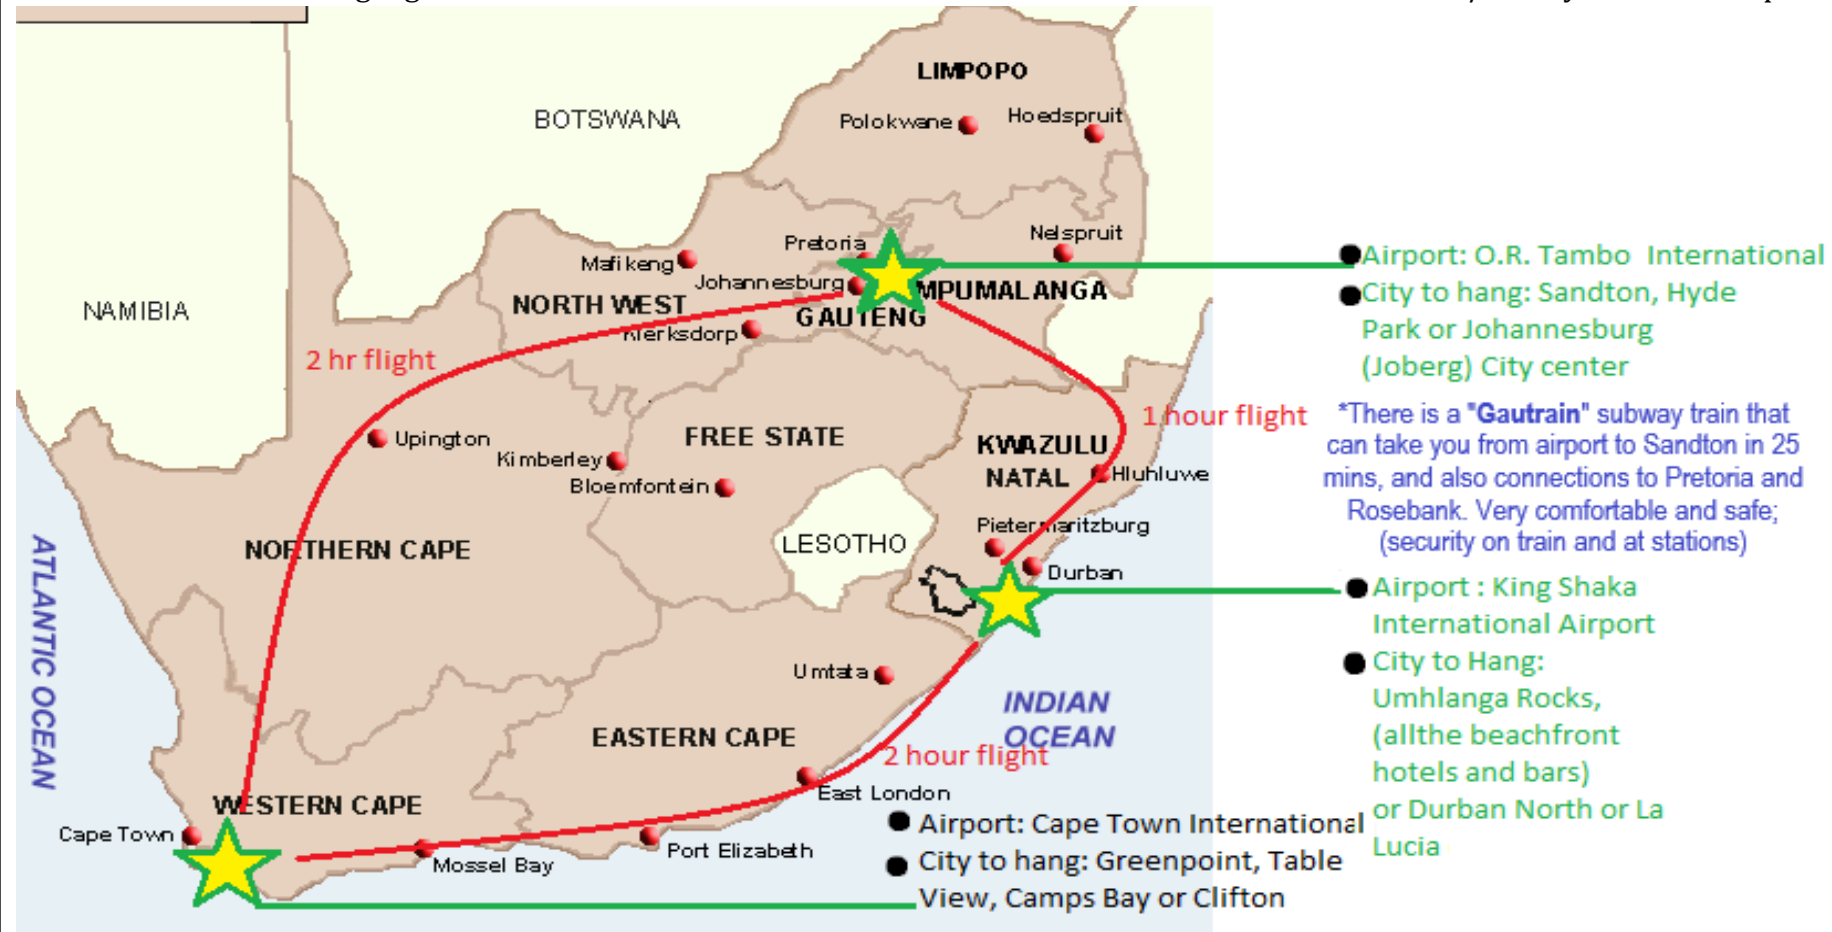 LIMPOPO
BOTSWANA
Polokwane
Hoedspruit
Pretoria
Nelspruit
Mafikeng
Johannesburg
NORTH WEST
MPUMALANGA
GAUTENG
NAMIBIA
Klerksdorp
2 hr flight
1 hour flight
Upington
FREE STATE
KWAZULU
NATAL
Kimberley
Bloemfontein
Hluhluwe
Pietermaritzburg
LESOTHO
NORTHERN CAPE
Durban
ATLANTIC OCEAN
Umtata
INDIAN
OCEAN
EASTERN CAPE
2 hour flight
East London
WESTERN CAPE
Cape Town
Port Elizabeth
Mossel Bay
Airport: O.R. Tambo International
City to hang: Sandton, Hyde
Park or Johannesburg
(Joberg) City center
*There is a "Gautrain" subway train that
can take you from airport to Sandton in 25
mins, and also connections to Pretoria and
Rosebank. Very comfortable and safe;
(security on train and at stations)
Airport : King Shaka
International Airport
City to Hang:
Umhlanga Rocks,
(allthe beachfront
hotels and bars)
or Durban North or La
Lucia
Airport: Cape Town International
City to hang: Greenpoint, Table
View, Camps Bay or Clifton